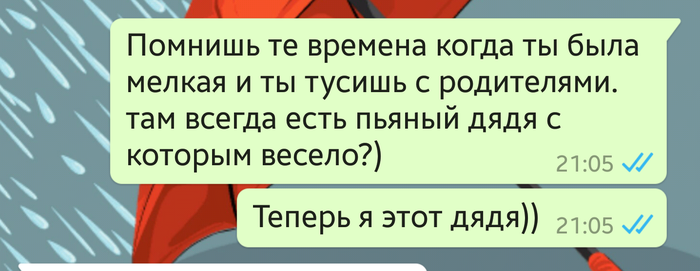 Помнишь те времена когда ты была
мелкая и ты тусишь с родителями.
там всегда есть пьяный дядя с
которым весело?)
21:05
Теперь я этот дядя))
21:05